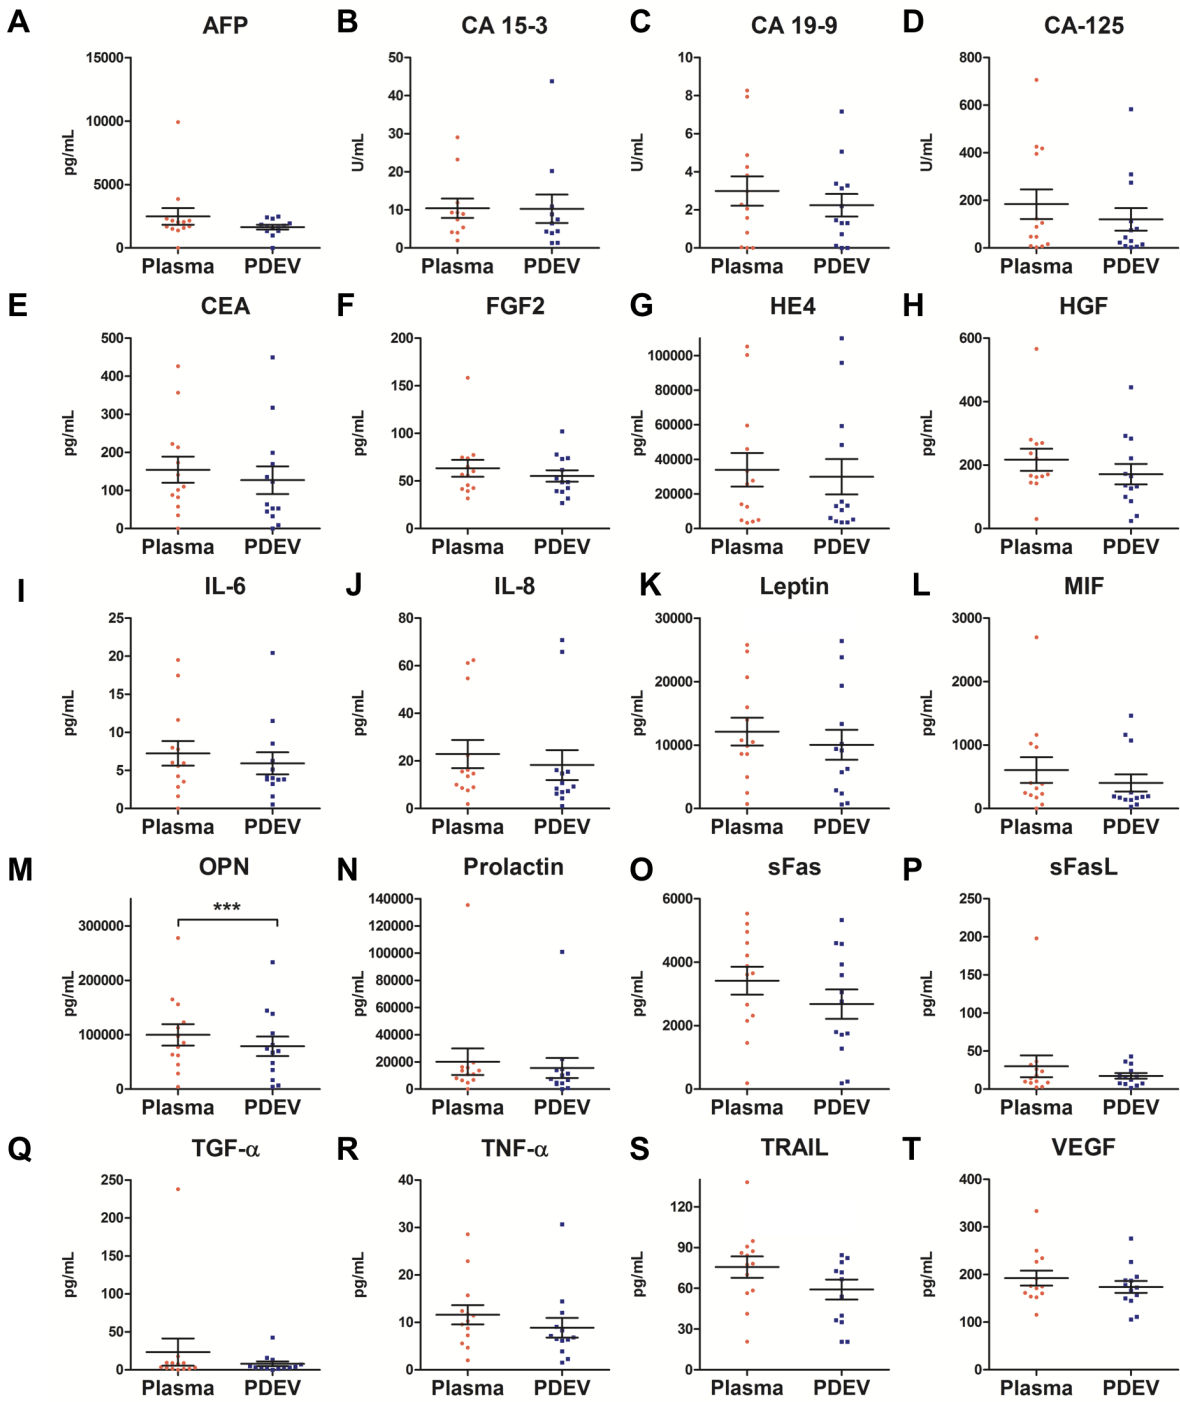 A AFP B CA 15-3 C CA 19-9 D CA-125
15000
10000
5000
0
pg/mL
Plasma PDEV
50
40
30
20
10
0
U/mL
Plasma PDEV
10
8
6
4
2
0
U/mL
Plasma PDEV
800
600
400
200
0
U/mL
Plasma PDEV
E CEA F FGF2 G HE4 H HGF
500
400
300
200
100
0
pg/mL
Plasma PDEV
200
150
100
50
0
pg/mL
Plasma PDEV
100000
80000
60000
40000
20000
0
pg/mL
Plasma PDEV
600
400
200
0
pg/mL
Plasma PDEV
I IL-6 J IL-8 K Leptin L MIF
25
20
15
10
5
0
pg/mL
Plasma PDEV
80
60
40
20
0
pg/mL
Plasma PDEV
30000
20000
10000
0
pg/mL
Plasma PDEV
3000
2000
1000
0
pg/mL
Plasma PDEV
M OPN N Prolactin O sFas P sFasL
***
300000
200000
100000
0
pg/mL
Plasma PDEV
140000
120000
100000
80000
60000
40000
20000
0
pg/mL
Plasma PDEV
6000
4000
2000
0
pg/mL
Plasma PDEV
250
200
150
100
50
0
pg/mL
Plasma PDEV
Q TGF-α R TNF-α S TRAIL T VEGF
250
200
150
100
50
0
pg/mL
Plasma PDEV
40
30
20
10
0
pg/mL
Plasma PDEV
120
90
60
30
0
pg/mL
Plasma PDEV
400
300
200
100
0
pg/mL
Plasma PDEV